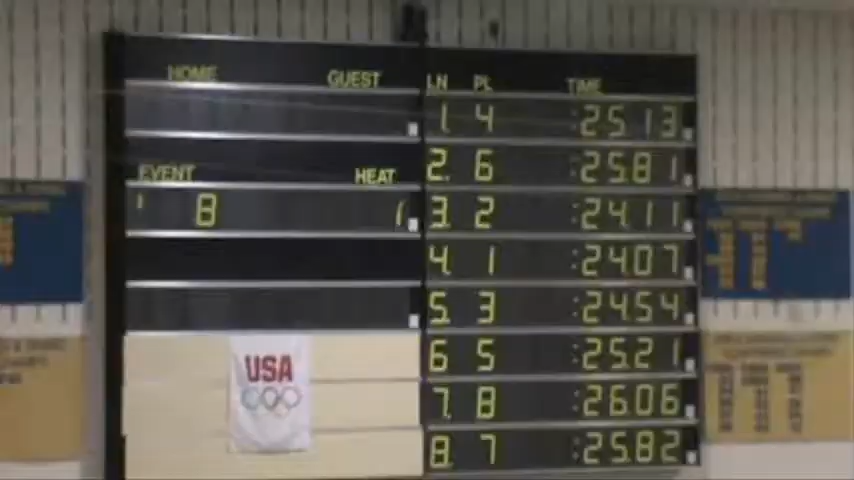 HOME GUEST
EVENT HEAT
8 1
USA
LN PL TIME
1. 4 :25.13
2. 6 :25.81
3. 2 :24.11
4. 1 :24.07
5. 3 :24.54
6 5 :25.21
7. 8 :26.06
8. 7 :25.82